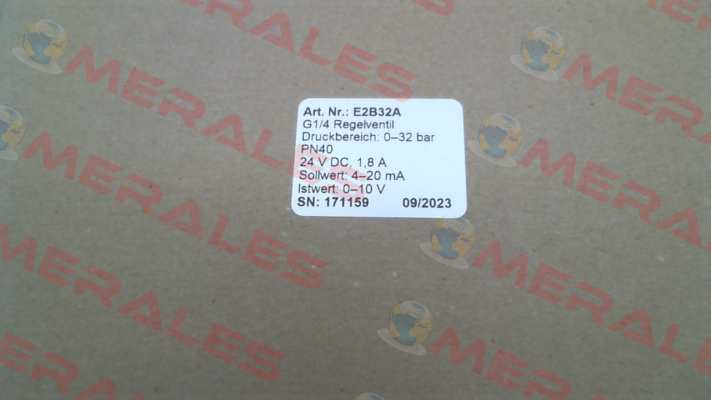 Art. Nr.: E2B32A
G1/4 Regelventil
Druckbereich: 0–32 bar
PN40
24 V DC, 1,8 A
Sollwert: 4–20 mA
Istwert: 0–10 V
SN: 171159 09/2023
MERALES
MERALES
MERALES
MERALES
MERALES
MERALES